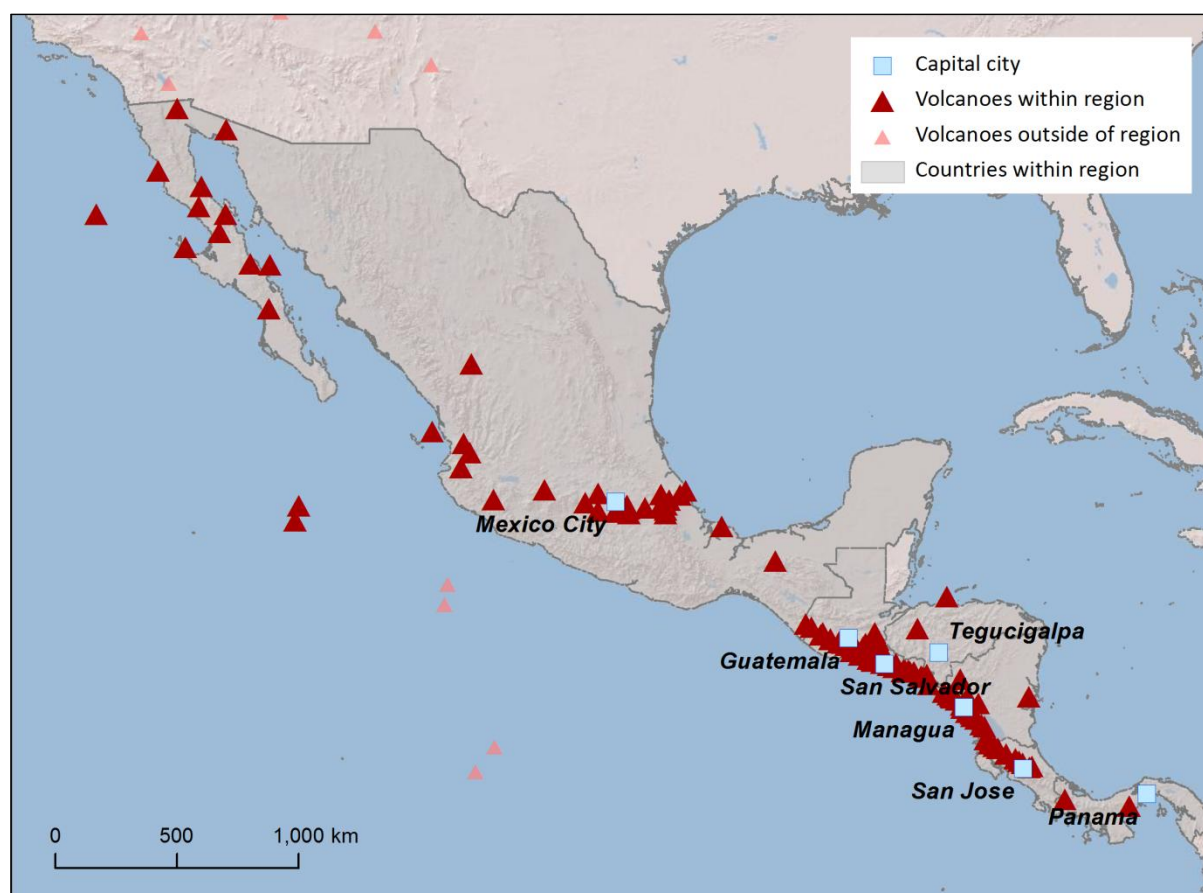 Capital city
Volcanoes within region
Volcanoes outside of region
Countries within region
Mexico City
Tegucigalpa
Guatemala
San Salvador
Managua
San Jose
Panama
0 500 1,000 km